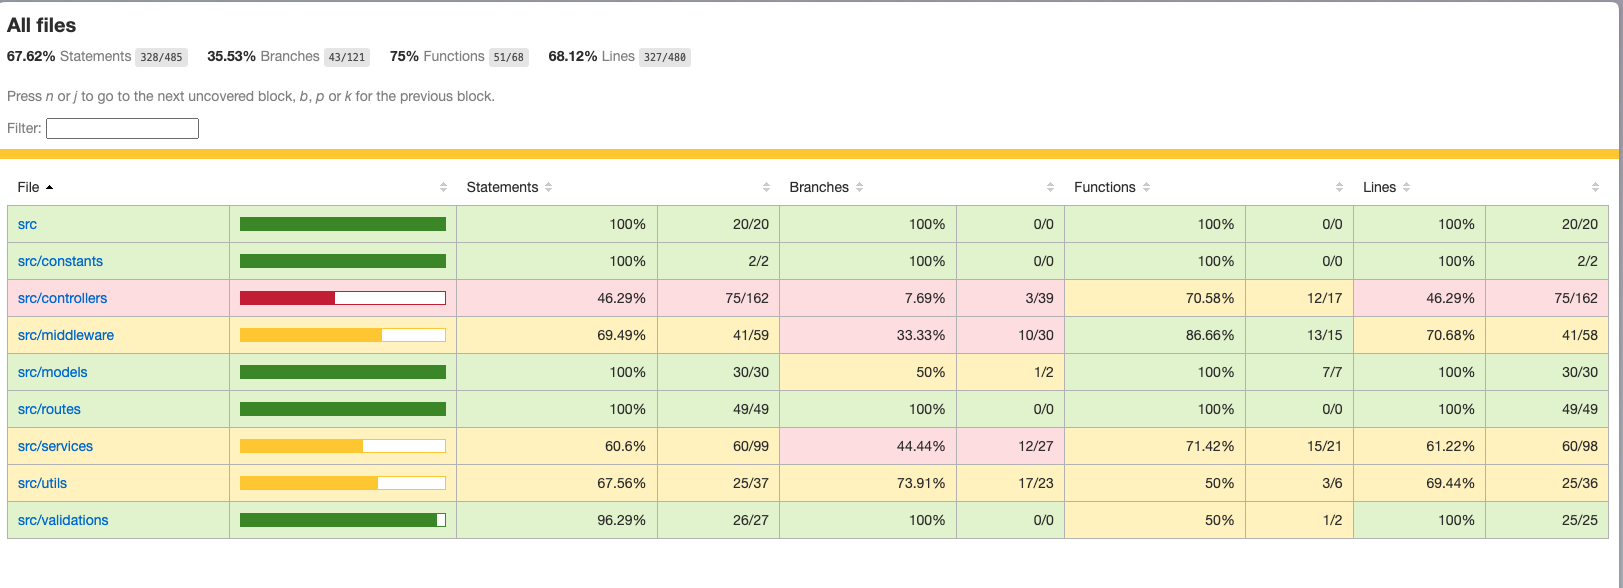 All files
67.62% Statements 328/485 35.53% Branches 43/121 75% Functions 51/68 68.12% Lines 327/480
Press n or j to go to the next uncovered block, b, p or k for the previous block.
Filter:
File Statements Branches Functions Lines
src 100% 20/20 100% 0/0 100% 0/0 100% 20/20
src/constants 100% 2/2 100% 0/0 100% 0/0 100% 2/2
src/controllers 46.29% 75/162 7.69% 3/39 70.58% 12/17 46.29% 75/162
src/middleware 69.49% 41/59 33.33% 10/30 86.66% 13/15 70.68% 41/58
src/models 100% 30/30 50% 1/2 100% 7/7 100% 30/30
src/routes 100% 49/49 100% 0/0 100% 0/0 100% 49/49
src/services 60.6% 60/99 44.44% 12/27 71.42% 15/21 61.22% 60/98
src/utils 67.56% 25/37 73.91% 17/23 50% 3/6 69.44% 25/36
src/validations 96.29% 26/27 100% 0/0 50% 1/2 100% 25/25